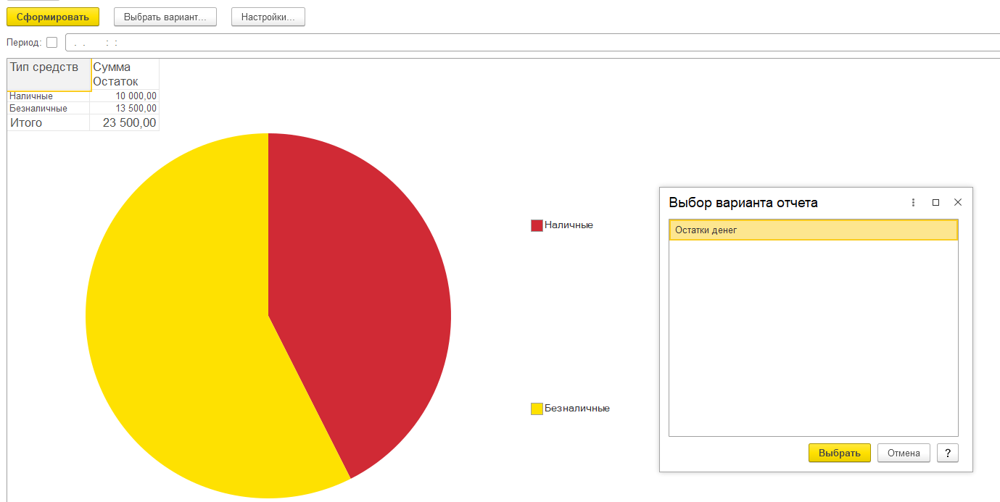 Сформировать Выбрать вариант... Настройки...
Период: . . : :
Тип средств Сумма Остаток
Наличные 10 000,00
Безналичные 13 500,00
Итого 23 500,00
Наличные
Безналичные
Выбор варианта отчета
Остатки денег
Выбрать Отмена ?